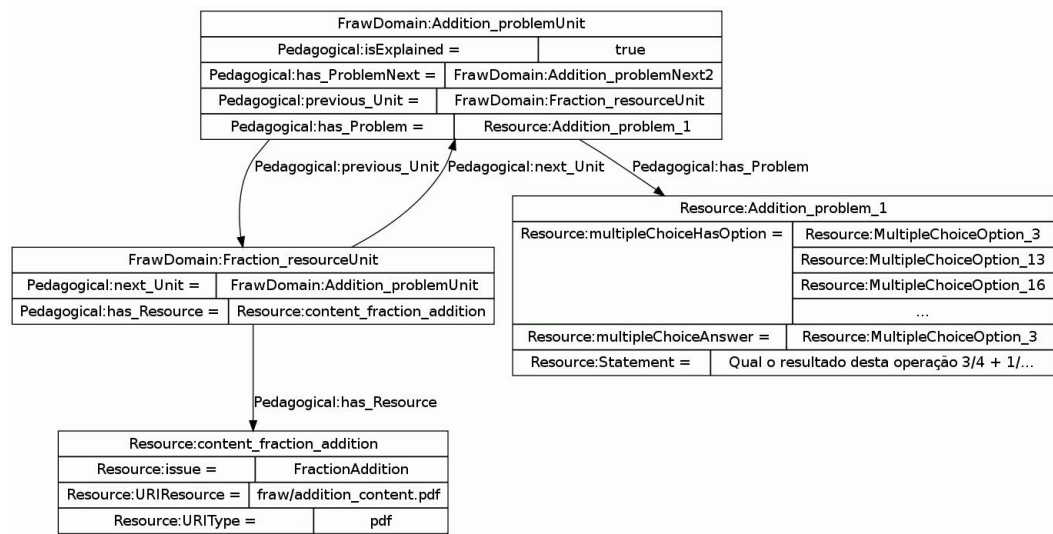 FrawDomain:Addition_problemUnit
Pedagogical:isExplained = true
Pedagogical:has_ProblemNext = FrawDomain:Addition_problemNext2
Pedagogical:previous_Unit = FrawDomain:Fraction_resourceUnit
Pedagogical:has_Problem = Resource:Addition_problem_1
Pedagogical:previous_Unit
Pedagogical:next_Unit
Pedagogical:has_Problem
Resource:Addition_problem_1
Resource:multipleChoiceHasOption = Resource:MultipleChoiceOption_3
Resource:MultipleChoiceOption_13
Resource:MultipleChoiceOption_16
...
Resource:multipleChoiceAnswer = Resource:MultipleChoiceOption_3
Resource:Statement = Qual o resultado desta operação 3/4 + 1/...
FrawDomain:Fraction_resourceUnit
Pedagogical:next_Unit = FrawDomain:Addition_problemUnit
Pedagogical:has_Resource = Resource:content_fraction_addition
Pedagogical:has_Resource
Resource:content_fraction_addition
Resource:issue = FractionAddition
Resource:URIResource = fraw/addition_content.pdf
Resource:URIType = pdf